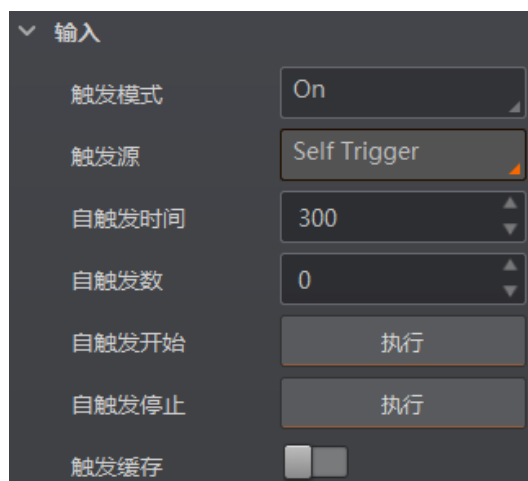 输入
触发模式 On
触发源 Self Trigger
自触发时间 300
自触发数 0
自触发开始 执行
自触发停止 执行
触发缓存